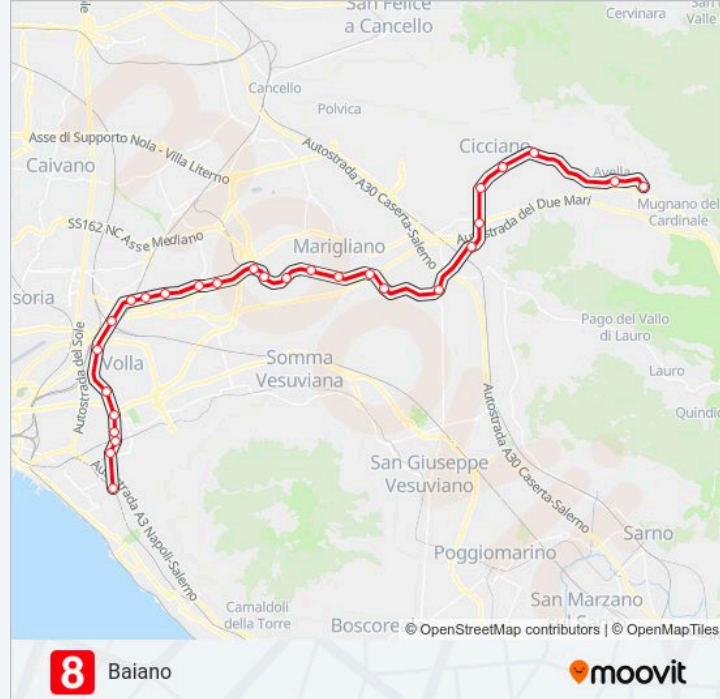 San Felice
a Cancello
Cervinara
San
Valle
Cancello
Polvica
Asse di Supporto Nola - Villa Literno
Autostrada A30 Caserta-Salerno
Cicciano
Caivano
Avella
Mugnano del
Cardinale
Autostrada del Due Mari
SS162 NC Asse Mediano
Marigliano
soria
Pago del Vallo
di Lauro
Autostrada del Sole
Volla
Somma
Vesuviana
Lauro
Quindic
Autostrada A30 Caserta-Salerno
San Giuseppe
Vesuviano
Autostrada A3 Napoli-Salerno
Sarno
Poggiomarino
San Marzano
Camaldoli
della Torre
Boscore
© OpenStreetMap contributors | © OpenMapTiles
8 Baiano
moovit